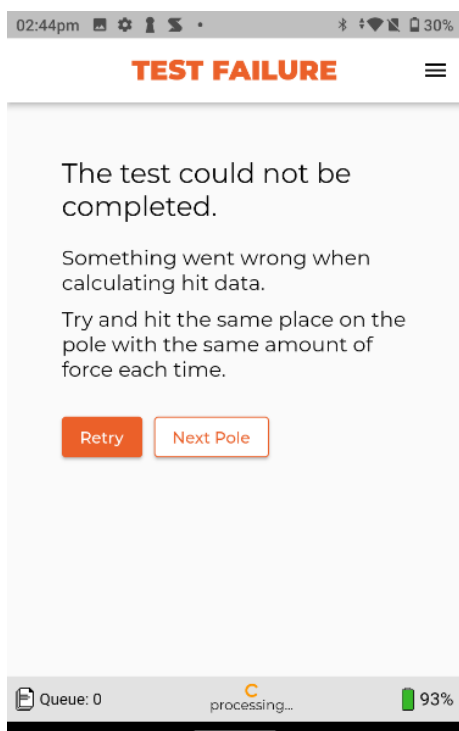 02:44pm 30%
TEST FAILURE
The test could not be
completed.
Something went wrong when
calculating hit data.
Try and hit the same place on the
pole with the same amount of
force each time.
Retry Next Pole
Queue: 0 processing... 93%